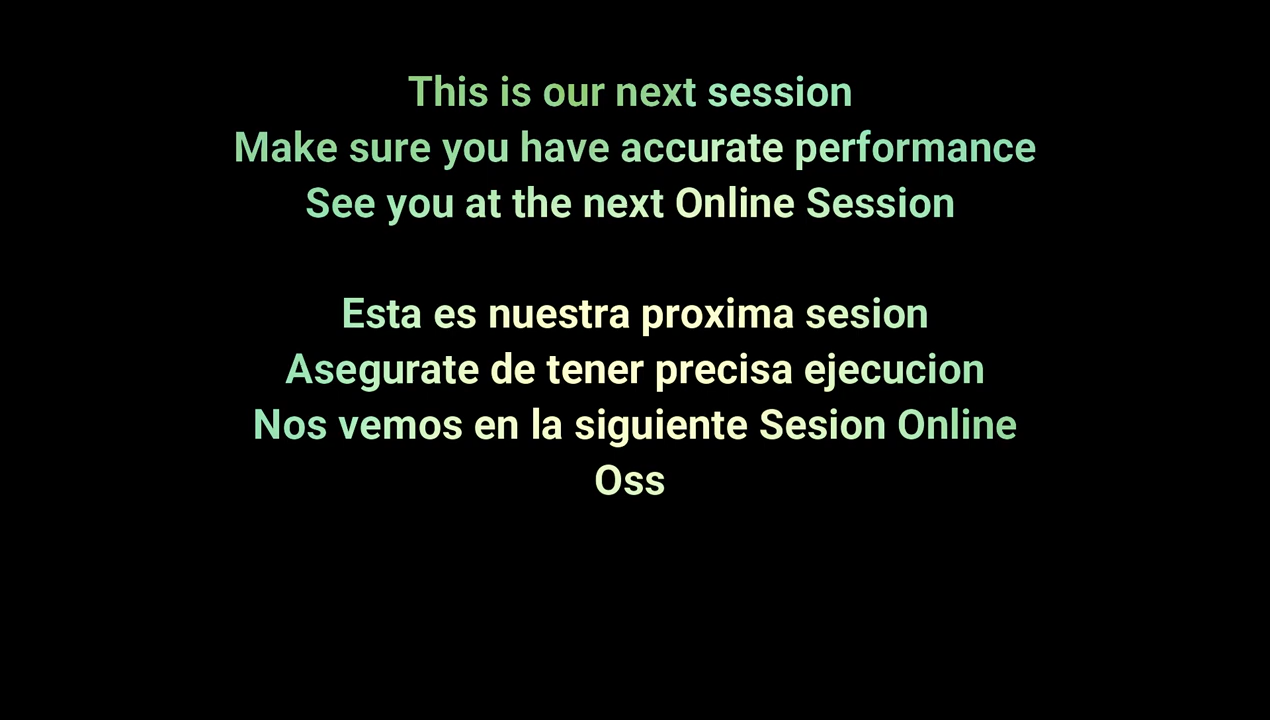 This is our next session
Make sure you have accurate performance
See you at the next Online Session
Esta es nuestra proxima sesion
Asegurate de tener precisa ejecucion
Nos vemos en la siguiente Sesion Online
Oss